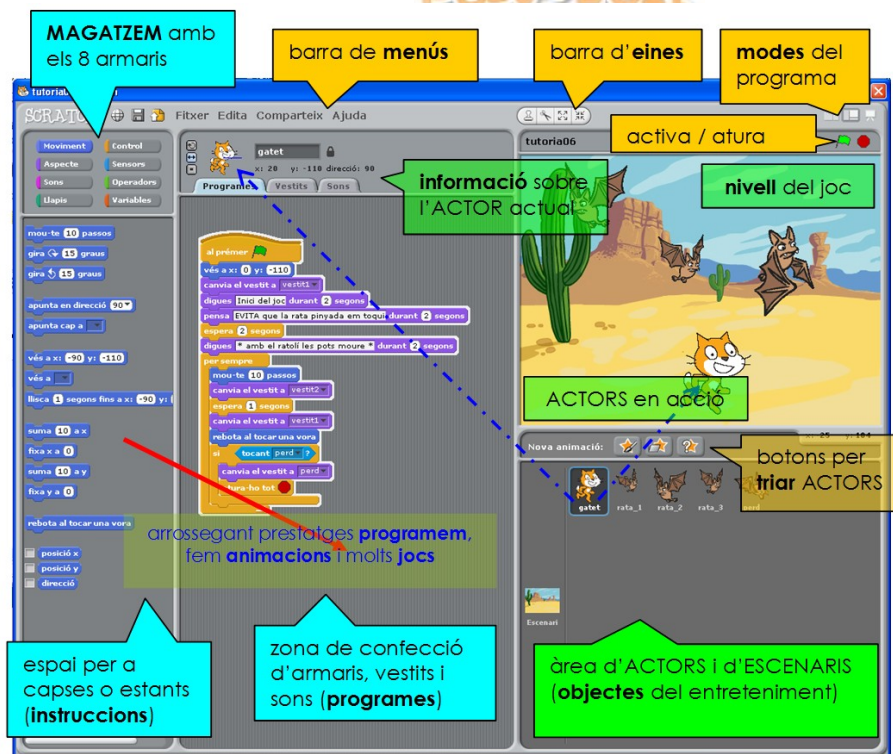 MAGATZEM amb
els 8 armaris
barra de menús
barra d'eines
modes del
programa
SCRATCH
Fitxer Edita Comparteix Ajuda
activa / atura
Moviment Control
Aspecte Sensors
Sons Operadors
Llapis Variables
gatet
x: 20 y: -110 direcció: 90
Programes Vestits Sons
informació sobre
l'ACTOR actual
tutoria06
nivell del joc
mou-te 10 passos
gira 15 graus
gira 15 graus
apunta en direcció 90
apunta cap a
vés a x: -90 y: -110
vés a
llisca 1 segons fins a x: -90 y:
suma 10 a x
fixa x a 0
suma 10 a y
fixa y a 0
rebota al tocar una vora
posició x
posició y
direcció
al prémer
vés a x: 0 y: -110
canvia el vestit a vestit1
digues Inici del joc durant 2 segons
pensa EVITA que la rata pinyada em toqui durant 2 segons
espera 2 segons
digues * amb el ratolí les pots moure * durant 2 segons
per sempre
mou-te 10 passos
canvia el vestit a vestit2
espera 1 segons
canvia el vestit a vestit1
rebota al tocar una vora
si tocant perd ?
canvia el vestit a perd
atura-ho tot
arrossegant prestatges programem,
fem animacions i molts jocs
ACTORS en acció
Nova animació:
botons per
triar ACTORS
gatet rata_1 rata_2 rata_3 perd
Escenari
espai per a
capses o estants
(instruccions)
zona de confecció
d'armaris, vestits i
sons (programes)
àrea d'ACTORS i d'ESCENARIS
(objectes del entreteniment)